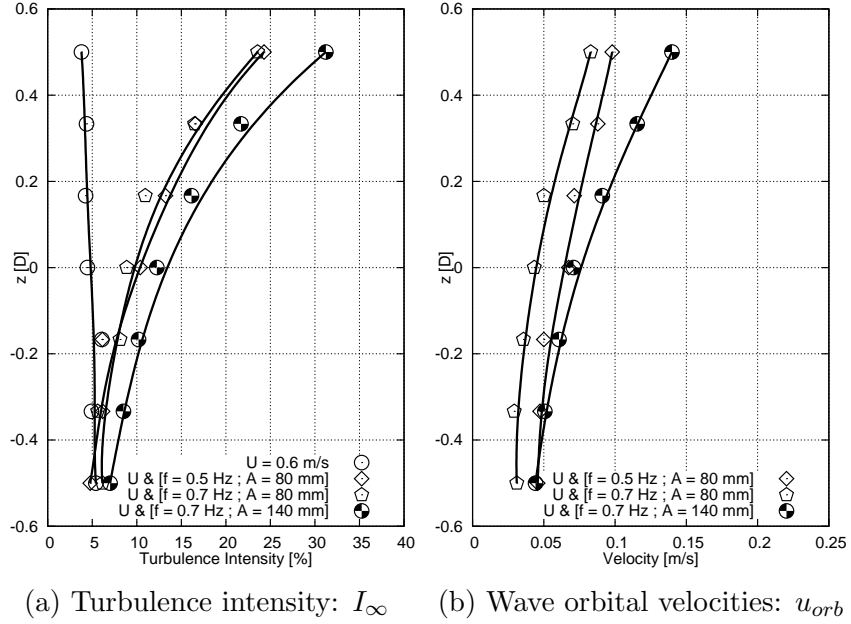 0.6
0.4
0.2
0
-0.2
-0.4
-0.6
0 5 10 15 20 25 30 35 40
z [D]
Turbulence Intensity [%]
U = 0.6 m/s
U & [f = 0.5 Hz ; A = 80 mm]
U & [f = 0.7 Hz ; A = 80 mm]
U & [f = 0.7 Hz ; A = 140 mm]
0.6
0.4
0.2
0
-0.2
-0.4
-0.6
0 0.05 0.1 0.15 0.2 0.25
z [D]
Velocity [m/s]
U & [f = 0.5 Hz ; A = 80 mm]
U & [f = 0.7 Hz ; A = 80 mm]
U & [f = 0.7 Hz ; A = 140 mm]
(a) Turbulence intensity: I∞
(b) Wave orbital velocities: u_orb